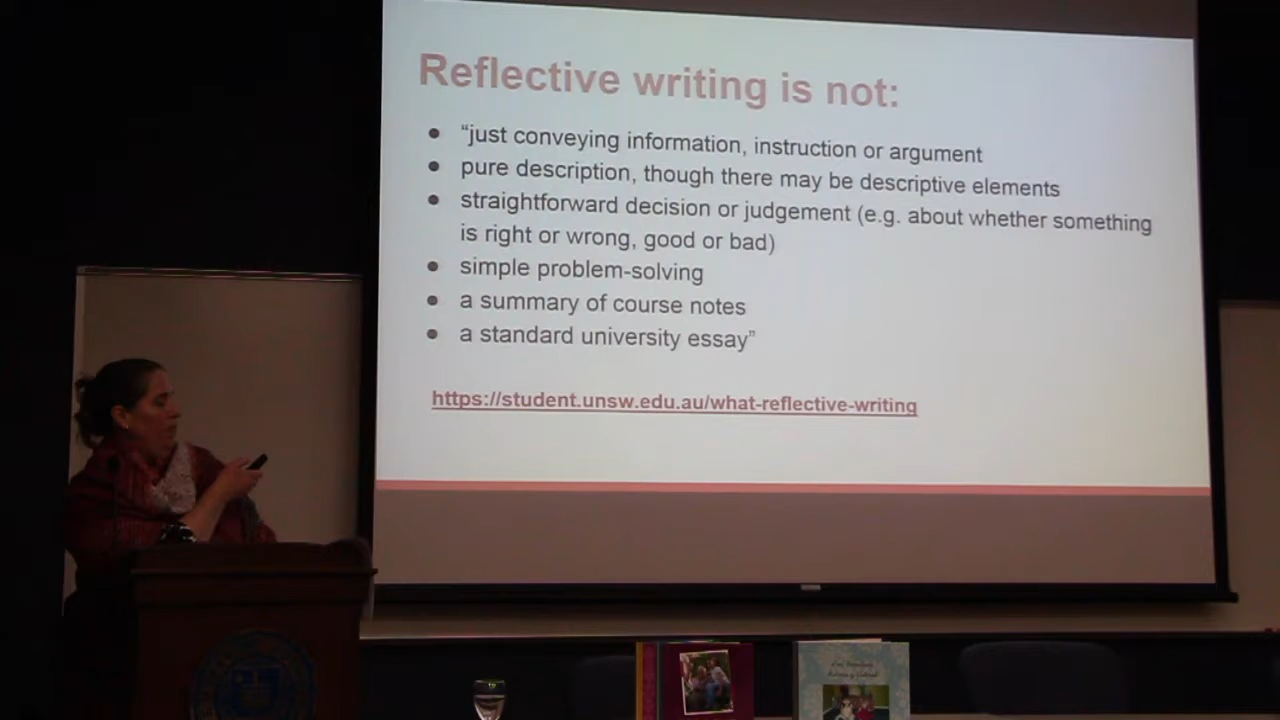 Reflective writing is not:
● “just conveying information, instruction or argument
● pure description, though there may be descriptive elements
● straightforward decision or judgement (e.g. about whether something
is right or wrong, good or bad)
● simple problem-solving
● a summary of course notes
● a standard university essay”
https://student.unsw.edu.au/what-reflective-writing